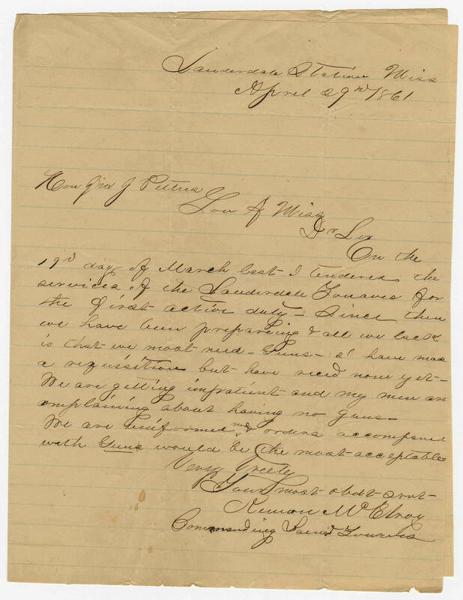 Lauderdale Station Miss
April 29th 1861
Hon Jno J Pettus
Gov of Miss
Dr Sir
On the
19th day of March last I tendered the
services of the Lauderdale Zouaves for
the first active duty - Since then
we have been preparing & all we lack
is that we most need - Guns - I have made
a requisition but have recd none yet -
We are getting impatient and my men are
complaining about having no guns -
We are uniformed & orders accompanied
with Guns would be the most acceptable
Very Truly
Your most obdt srvt -
Kennon McElroy
Commanding Laud Zouaves